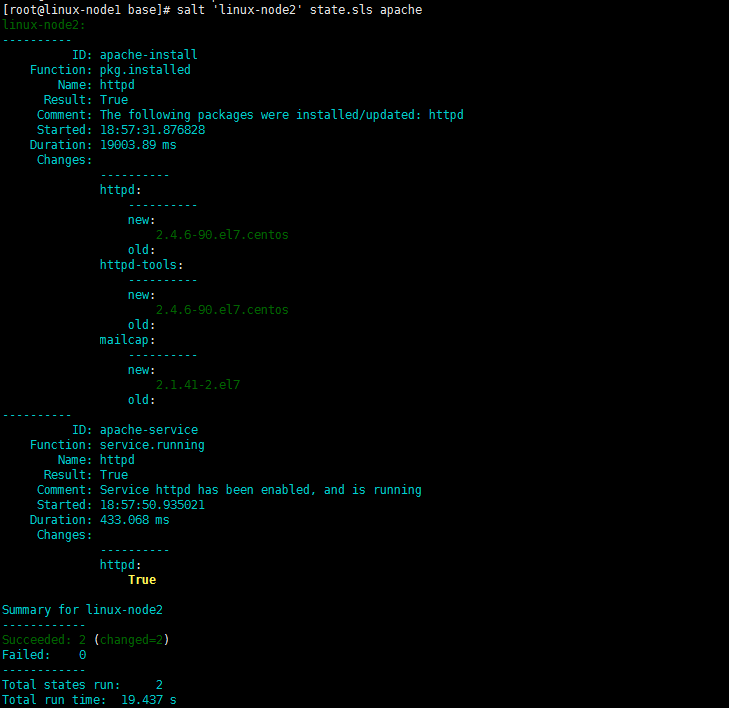 [root@linux-node1 base]# salt 'linux-node2' state.sls apache
linux-node2:
----------
          ID: apache-install
    Function: pkg.installed
        Name: httpd
      Result: True
     Comment: The following packages were installed/updated: httpd
     Started: 18:57:31.876828
    Duration: 19003.89 ms
     Changes:
              ----------
              httpd:
                  ----------
                  new:
                      2.4.6-90.el7.centos
                  old:
              httpd-tools:
                  ----------
                  new:
                      2.4.6-90.el7.centos
                  old:
              mailcap:
                  ----------
                  new:
                      2.1.41-2.el7
                  old:
----------
          ID: apache-service
    Function: service.running
        Name: httpd
      Result: True
     Comment: Service httpd has been enabled, and is running
     Started: 18:57:50.935021
    Duration: 433.068 ms
     Changes:
              ----------
              httpd:
                  True

Summary for linux-node2
------------
Succeeded: 2 (changed=2)
Failed:    0
------------
Total states run:     2
Total run time:  19.437 s